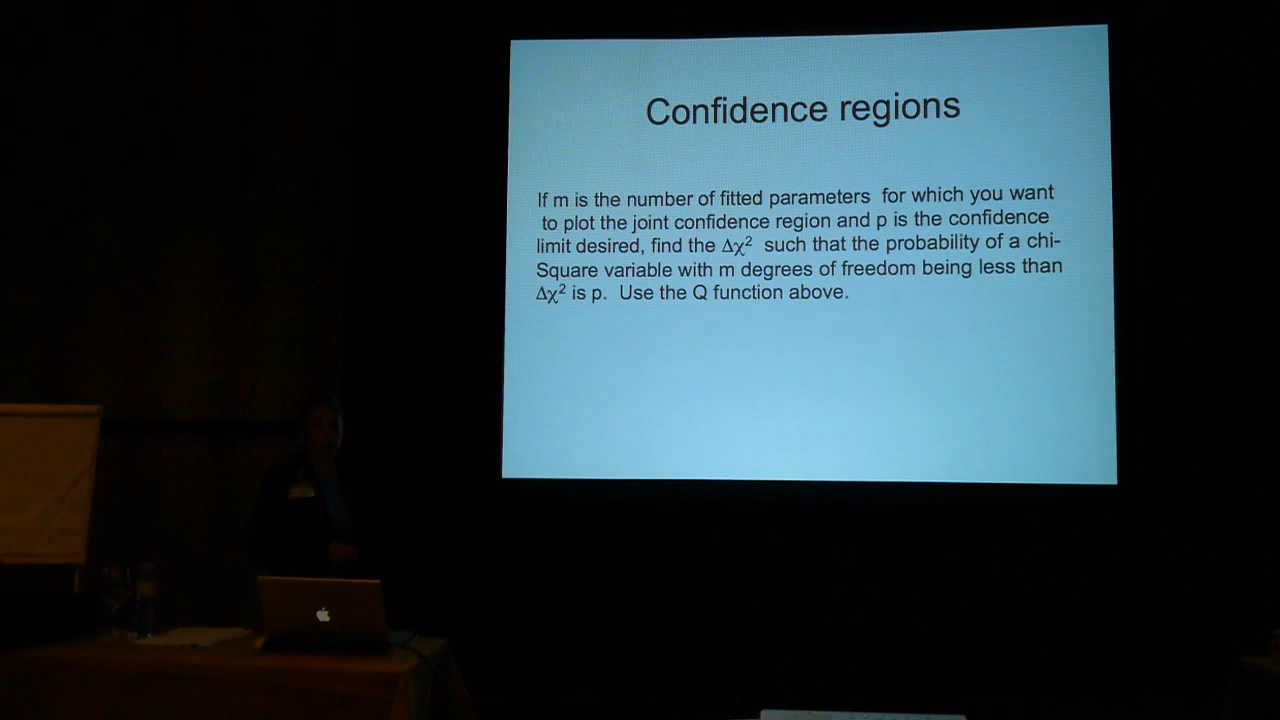 Confidence regions
If m is the number of fitted parameters  for which you want
to plot the joint confidence region and p is the confidence
limit desired, find the Δχ²  such that the probability of a chi-
Square variable with m degrees of freedom being less than
Δχ² is p.  Use the Q function above.